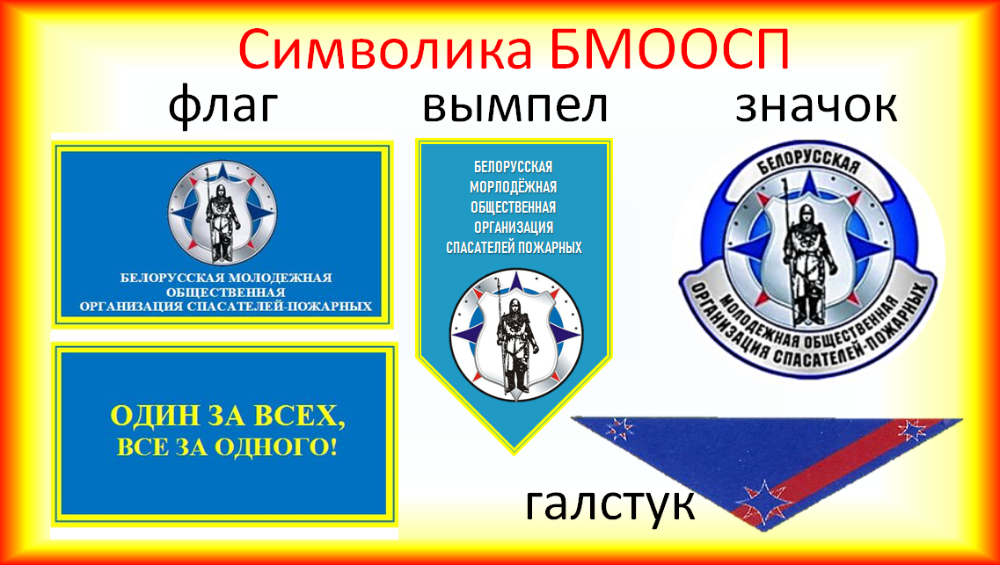 Символика БМООСП
флаг
вымпел
значок
БЕЛОРУССКАЯ МОЛОДЕЖНАЯ
ОБЩЕСТВЕННАЯ
ОРГАНИЗАЦИЯ СПАСАТЕЛЕЙ-ПОЖАРНЫХ
ОДИН ЗА ВСЕХ,
ВСЕ ЗА ОДНОГО!
БЕЛОРУССКАЯ
МОРЛОДЁЖНАЯ
ОБЩЕСТВЕННАЯ
ОРГАНИЗАЦИЯ
СПАСАТЕЛЕЙ ПОЖАРНЫХ
БЕЛОРУССКАЯ
МОЛОДЕЖНАЯ ОБЩЕСТВЕННАЯ
ОРГАНИЗАЦИЯ СПАСАТЕЛЕЙ-ПОЖАРНЫХ
галстук